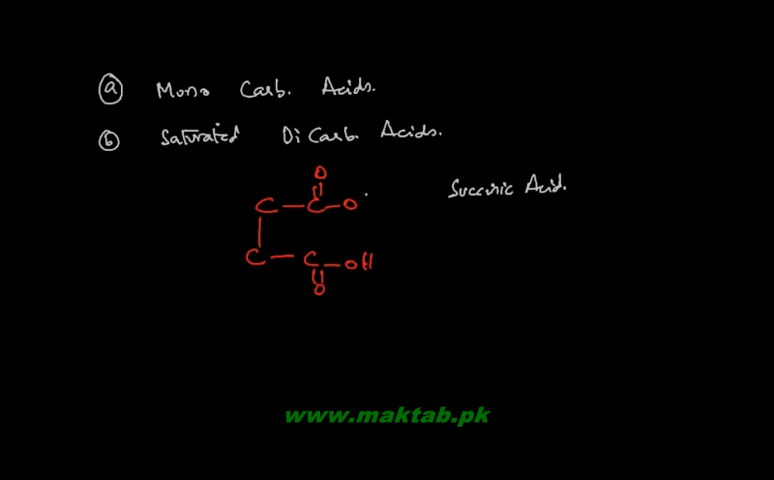 a Mono Carb. Acids.
b Saturated Di Carb. Acids.
O
C — C — O
Succinic Acid.
C — C — OH
O
www.maktab.pk